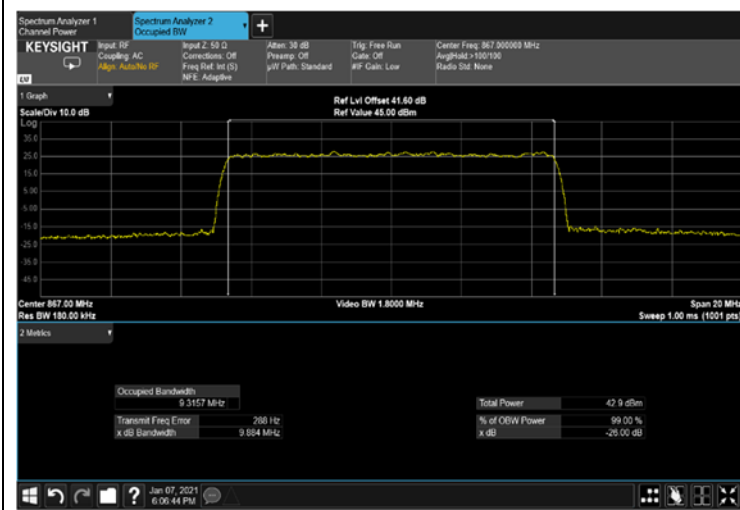 Spectrum Analyzer 1
Channel Power
Spectrum Analyzer 2
Occupied BW
+
KEYSIGHT
Input: RF
Coupling: AC
Align: Auto/No RF
Input Z: 50 Ω
Corrections: Off
Freq Ref: Int (S)
NFE: Adaptive
Atten: 30 dB
Preamp: Off
µW Path: Standard
Trig: Free Run
Gate: Off
#IF Gain: Low
Center Freq: 867.000000 MHz
Avg|Hold:>100/100
Radio Std: None
1 Graph
Scale/Div 10.0 dB
Ref Lvl Offset 41.60 dB
Ref Value 45.00 dBm
Log
35.0
25.0
15.0
5.00
-5.00
-15.0
-25.0
-35.0
-45.0
Center 867.00 MHz
Res BW 180.00 kHz
Video BW 1.8000 MHz
Span 20 MHz
Sweep 1.00 ms (1001 pts)
2 Metrics
Occupied Bandwidth
9.3157 MHz
Transmit Freq Error 288 Hz
x dB Bandwidth 9.884 MHz
Total Power 42.9 dBm
% of OBW Power 99.00 %
x dB -26.00 dB
?
Jan 07, 2021
6:06:44 PM